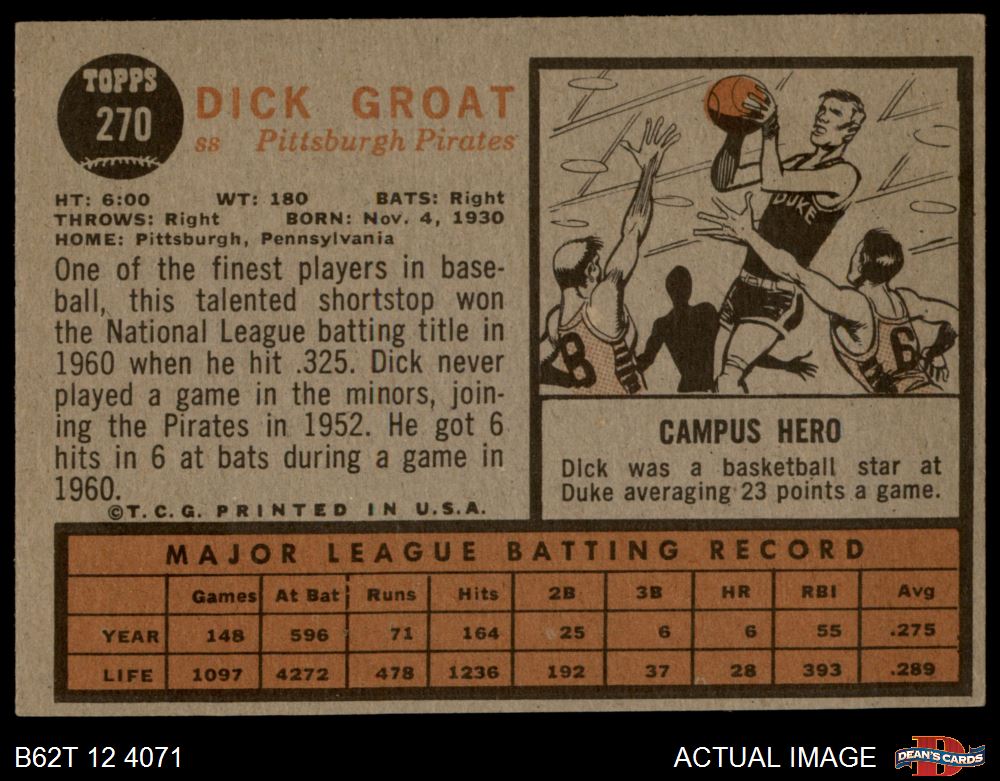 TOPPS
270
DICK GROAT
SS Pittsburgh Pirates
HT: 6:00 WT: 180 BATS: Right
THROWS: Right BORN: Nov. 4, 1930
HOME: Pittsburgh, Pennsylvania
One of the finest players in base-
ball, this talented shortstop won
the National League batting title in
1960 when he hit .325. Dick never
played a game in the minors, join-
ing the Pirates in 1952. He got 6
hits in 6 at bats during a game in
1960.
©T.C.G. PRINTED IN U.S.A.
DUKE
8
6
CAMPUS HERO
Dick was a basketball star at
Duke averaging 23 points a game.
MAJOR LEAGUE BATTING RECORD
Games At Bat Runs Hits 2B 3B HR RBI Avg
YEAR 148 596 71 164 25 6 6 55 .275
LIFE 1097 4272 478 1236 192 37 28 393 .289
B62T 12 4071
ACTUAL IMAGE
D
DEAN'S CARDS